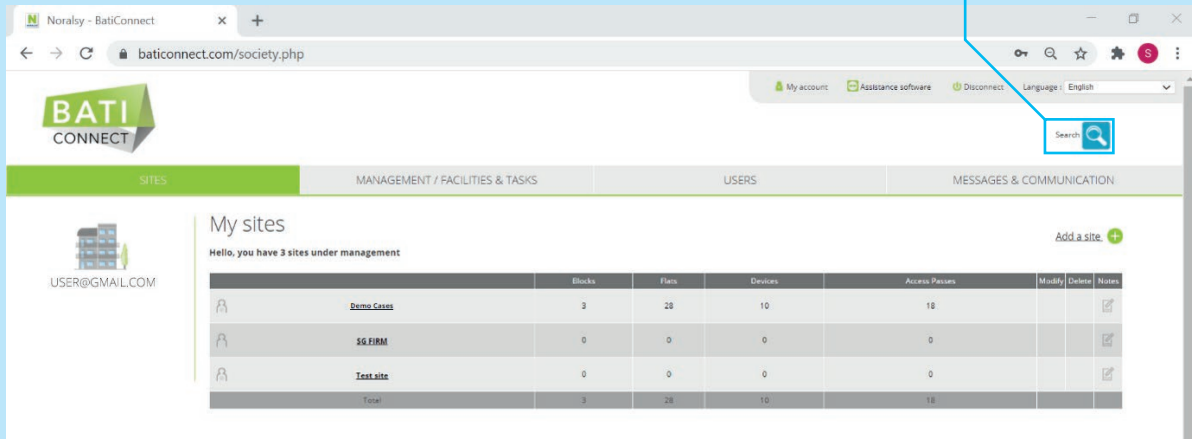 Noralsy - BatiConnect
baticonnect.com/society.php
S
My account Assistance software Disconnect Language : English
BATI
CONNECT
Search
SITES MANAGEMENT / FACILITIES & TASKS USERS MESSAGES & COMMUNICATION
My sites
Add a site
Hello, you have 3 sites under management
USER@GMAIL.COM
Blocks Flats Devices Access Passes Modify Delete Notes
Demo Cases 3 28 10 18
SG FIRM 0 0 0 0
Test site 0 0 0 0
Total 3 28 10 18